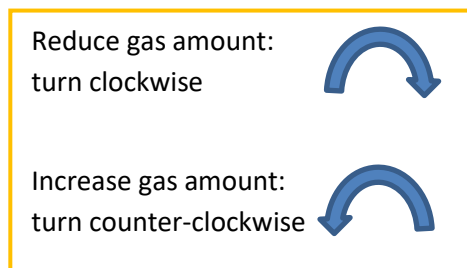 Reduce gas amount:
turn clockwise
Increase gas amount:
turn counter-clockwise